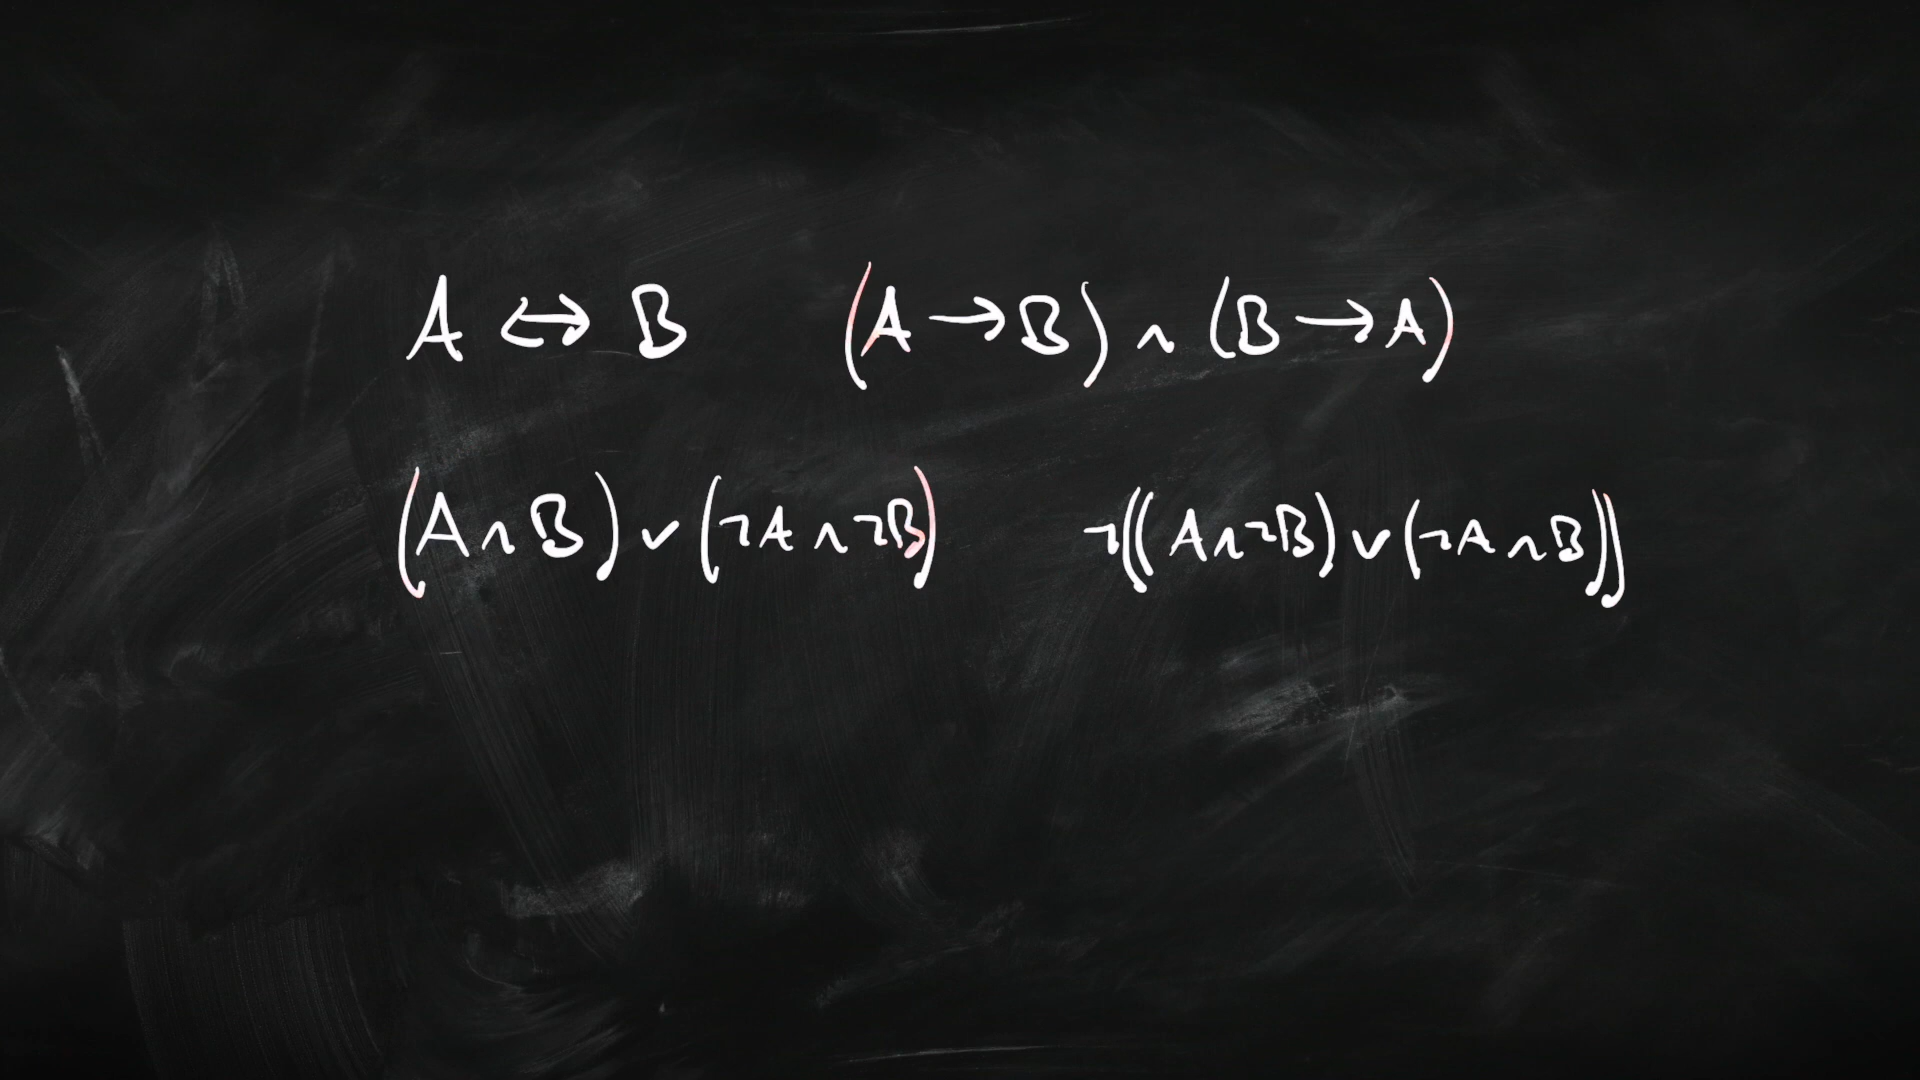 A ↔ B (A → B) ∧ (B → A)
(A ∧ B) ∨ (¬A ∧ ¬B) ¬((A ∧ ¬B) ∨ (¬A ∧ B))